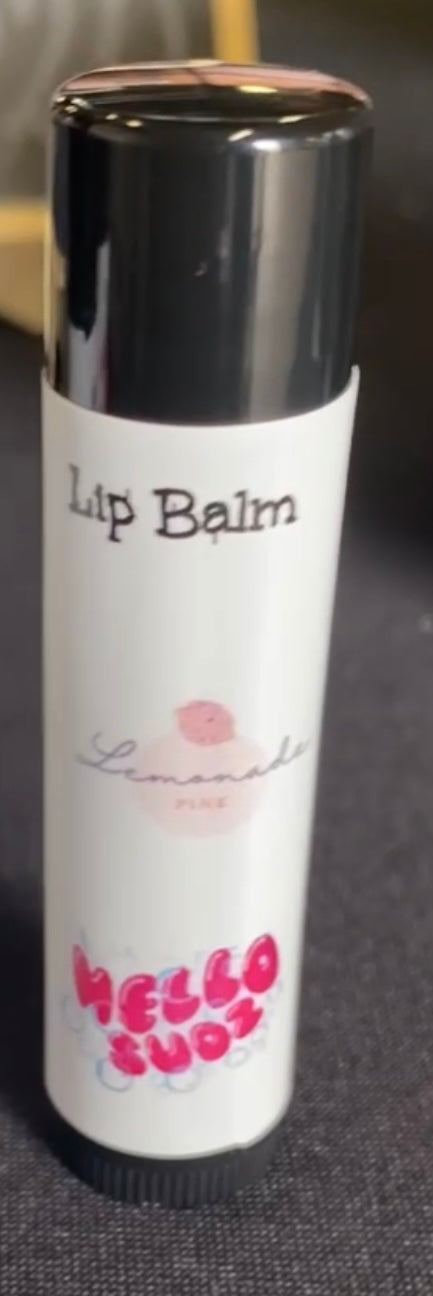 Lip Balm
Lemonade
PINK
HELLO
SUDZ